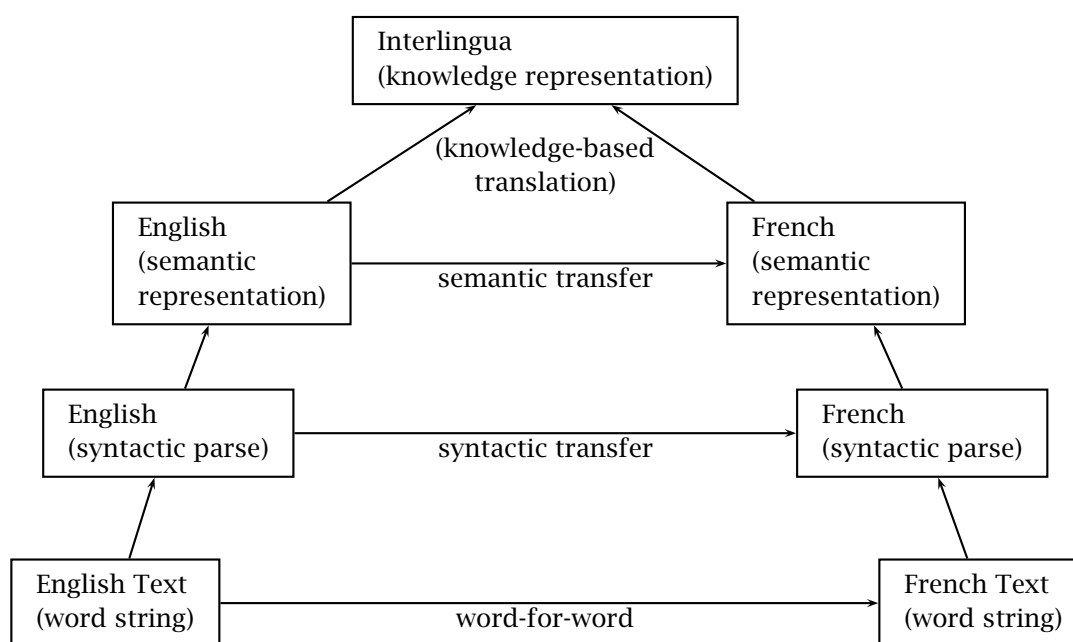 Interlingua
(knowledge representation)
(knowledge-based
translation)
English
(semantic
representation)
semantic transfer
French
(semantic
representation)
English
(syntactic parse)
syntactic transfer
French
(syntactic parse)
English Text
(word string)
word-for-word
French Text
(word string)